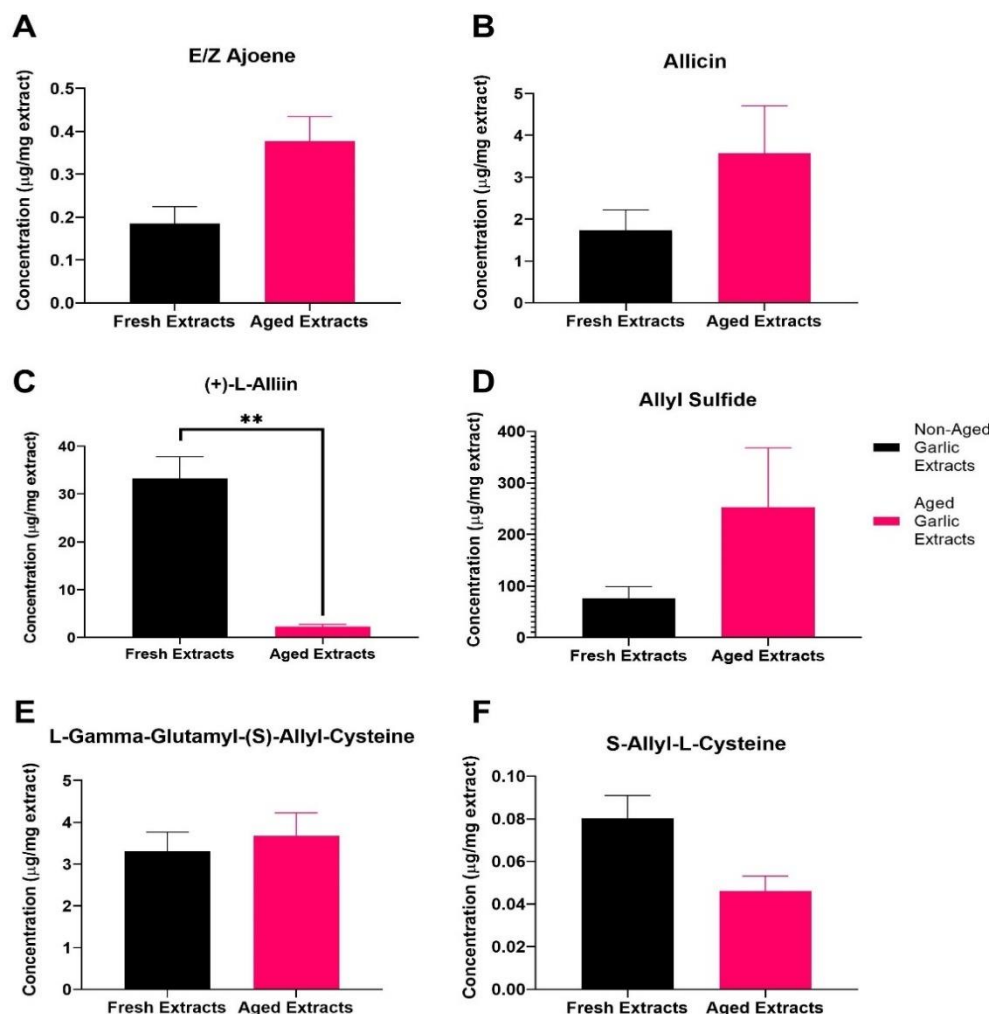 A
E/Z Ajoene
Concentration (µg/mg extract)
0.5
0.4
0.3
0.2
0.1
0.0
Fresh Extracts Aged Extracts
B
Allicin
Concentration (µg/mg extract)
5
4
3
2
1
0
Fresh Extracts Aged Extracts
C
(+)-L-Alliin
**
Concentration (µg/mg extract)
40
30
20
10
0
Fresh Extracts Aged Extracts
D
Allyl Sulfide
Concentration (µg/mg extract)
400
300
200
100
0
Fresh Extracts Aged Extracts
Non-Aged
Garlic
Extracts
Aged
Garlic
Extracts
E
L-Gamma-Glutamyl-(S)-Allyl-Cysteine
Concentration (µg/mg extract)
5
4
3
2
1
0
Fresh Extracts Aged Extracts
F
S-Allyl-L-Cysteine
Concentration (µg/mg extract)
0.10
0.08
0.06
0.04
0.02
0.00
Fresh Extracts Aged Extracts